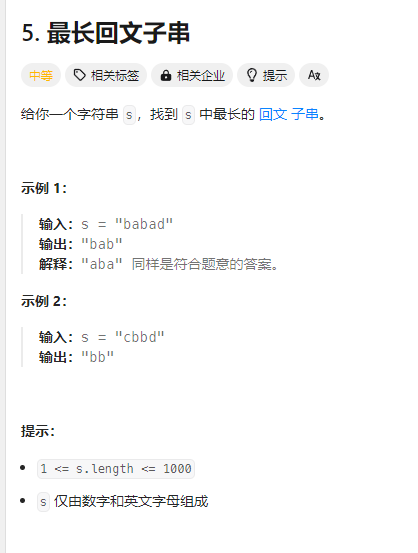 5. 最长回文子串
中等 相关标签 相关企业 提示 Aあ
给你一个字符串 s，找到 s 中最长的 回文 子串。
示例 1：
输入：s = "babad"
输出："bab"
解释："aba" 同样是符合题意的答案。
示例 2：
输入：s = "cbbd"
输出："bb"
提示：
1 <= s.length <= 1000
s 仅由数字和英文字母组成